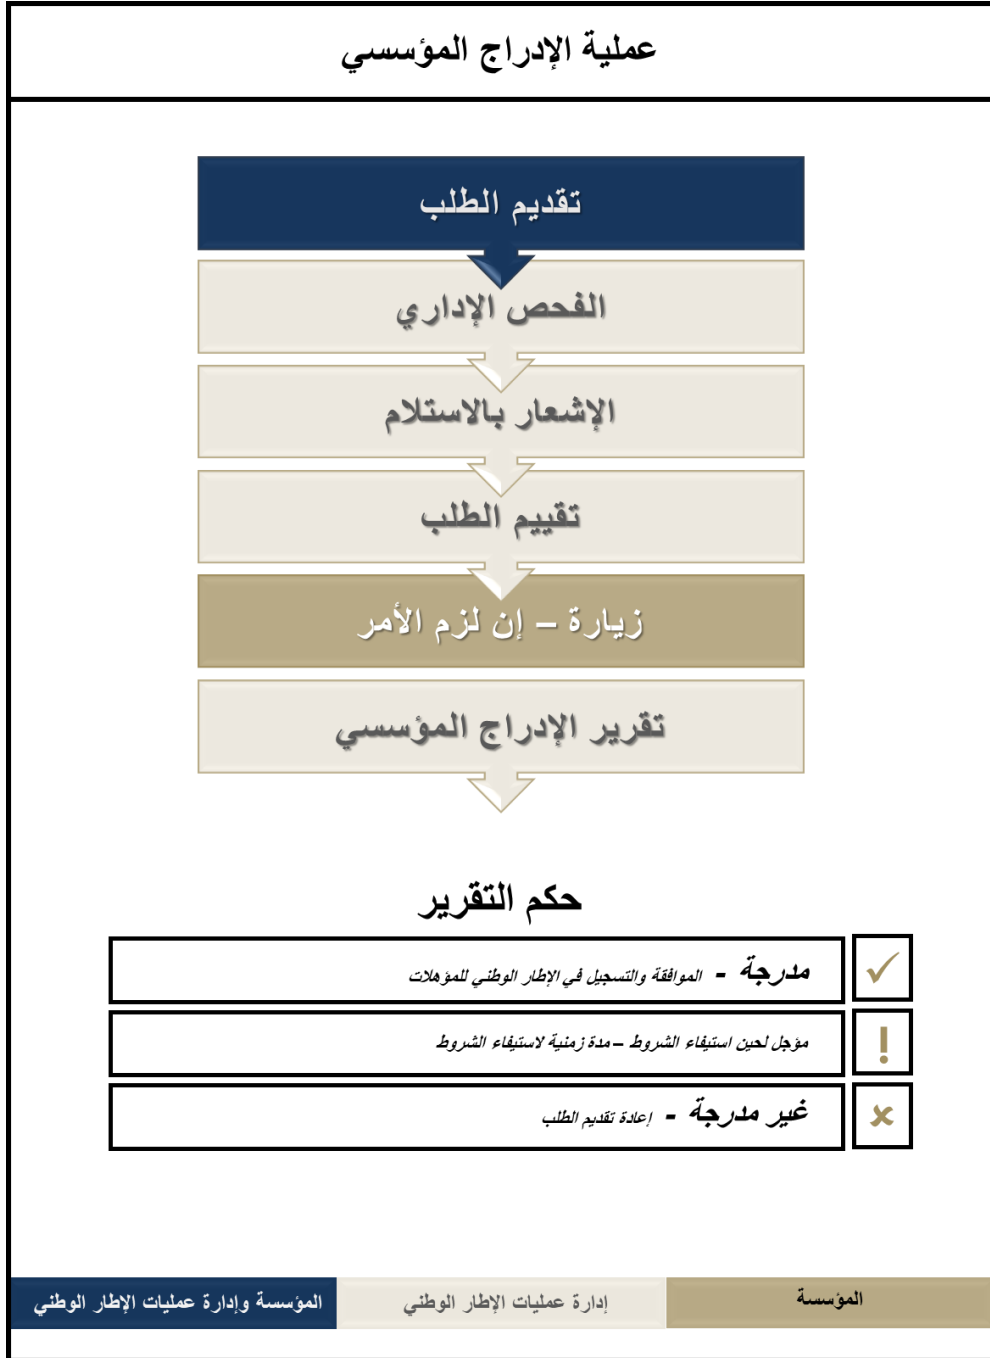 عملية الإدراج المؤسسي
تقديم الطلب
الفحص الإداري
الإشعار بالاستلام
تقييم الطلب
زيارة – إن لزم الأمر
تقرير الإدراج المؤسسي
حكم التقرير
مدرجة - الموافقة والتسجيل في الإطار الوطني للمؤهلات
مؤجل لحين استيفاء الشروط – مدة زمنية لاستيفاء الشروط
غير مدرجة - إعادة تقديم الطلب
المؤسسة
إدارة عمليات الإطار الوطني
المؤسسة وإدارة عمليات الإطار الوطني